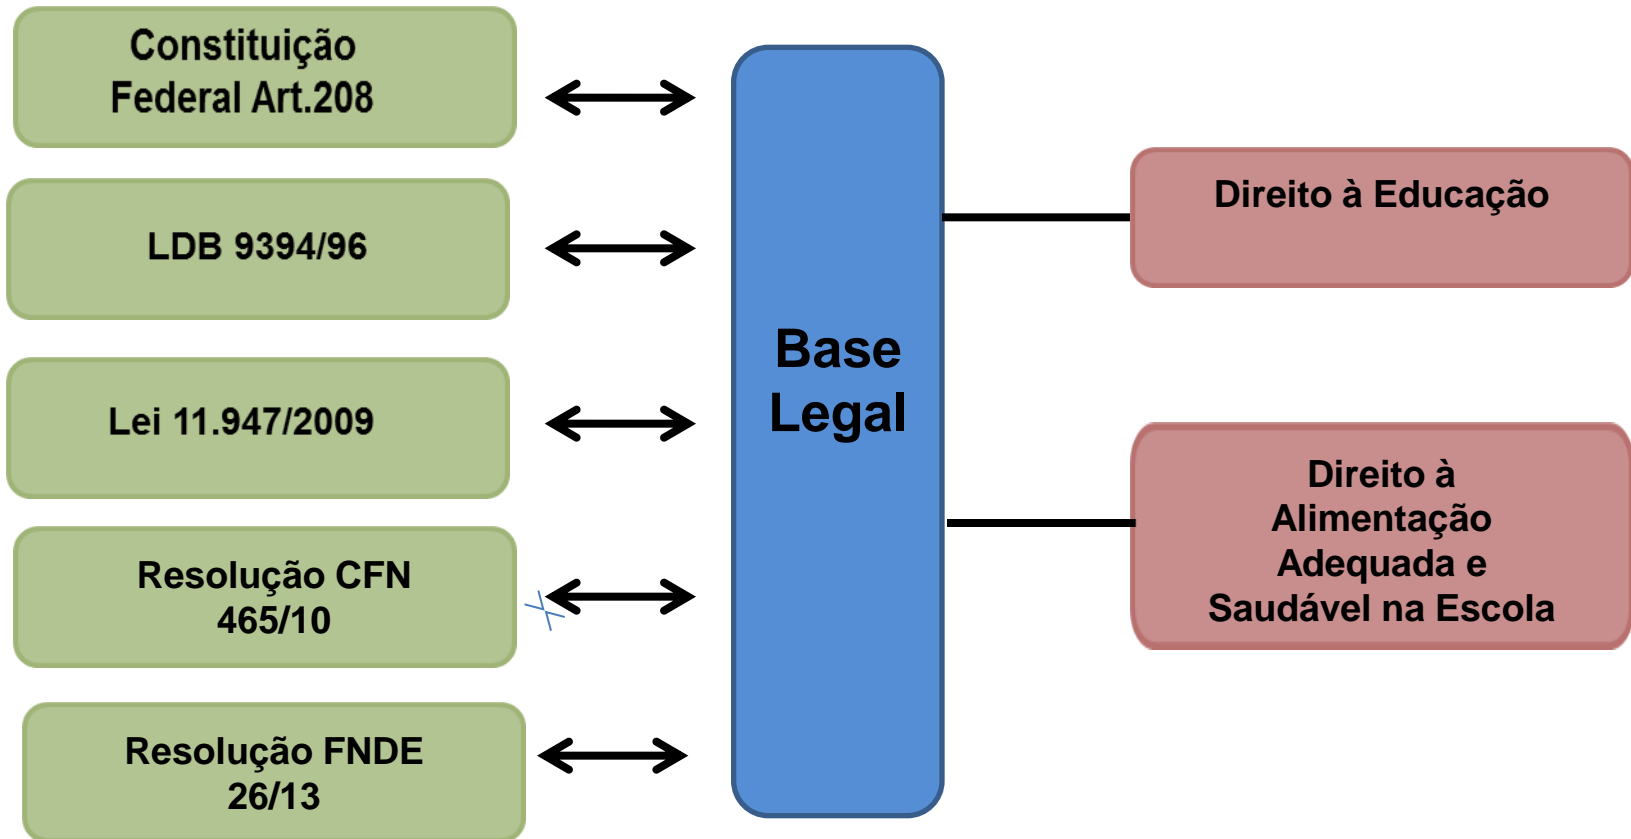 Constituição
Federal Art.208
LDB 9394/96
Lei 11.947/2009
Resolução CFN
465/10
Resolução FNDE
26/13
Base
Legal
Direito à Educação
Direito à
Alimentação
Adequada e
Saudável na Escola